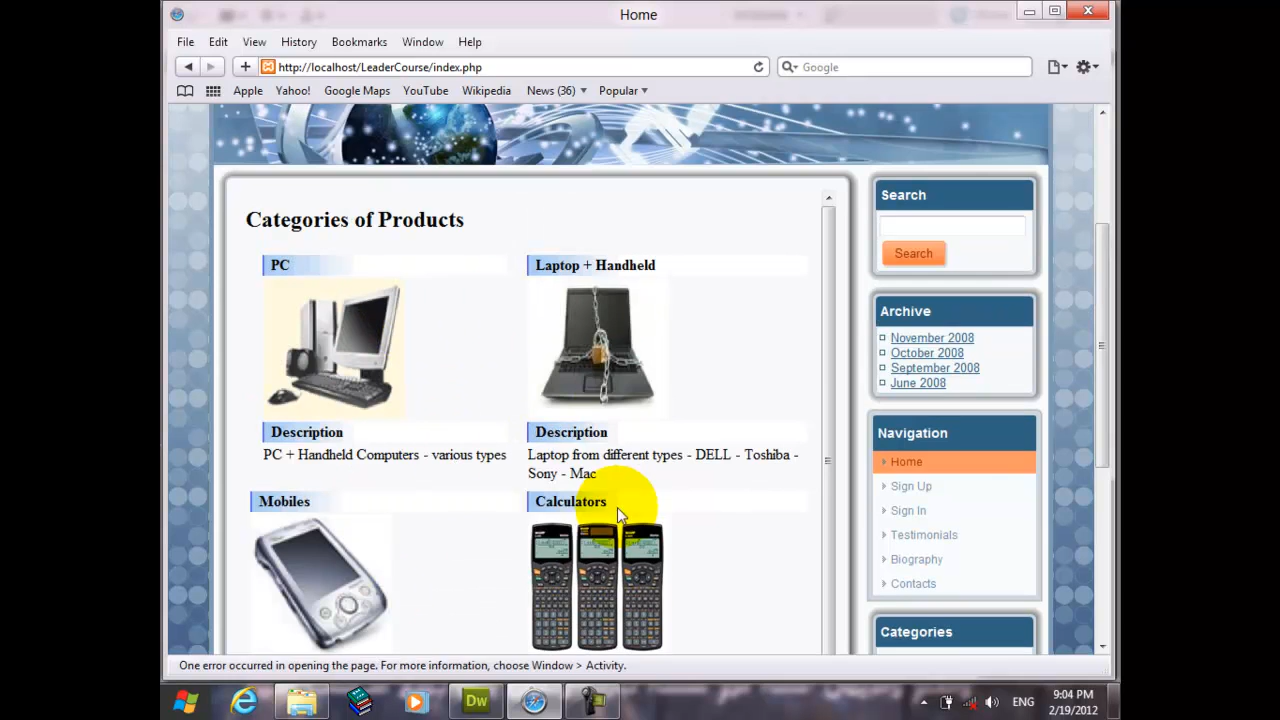 Home
File Edit View History Bookmarks Window Help
http://localhost/LeaderCourse/index.php
Google
Apple Yahoo! Google Maps YouTube Wikipedia News (36) Popular
Categories of Products
PC
Laptop + Handheld
Description
Description
PC + Handheld Computers - various types
Laptop from different types - DELL - Toshiba -
Sony - Mac
Mobiles
Calculators
Search
Search
Archive
November 2008
October 2008
September 2008
June 2008
Navigation
Home
Sign Up
Sign In
Testimonials
Biography
Contacts
Categories
One error occurred in opening the page. For more information, choose Window > Activity.
Dw
ENG
9:04 PM
2/19/2012